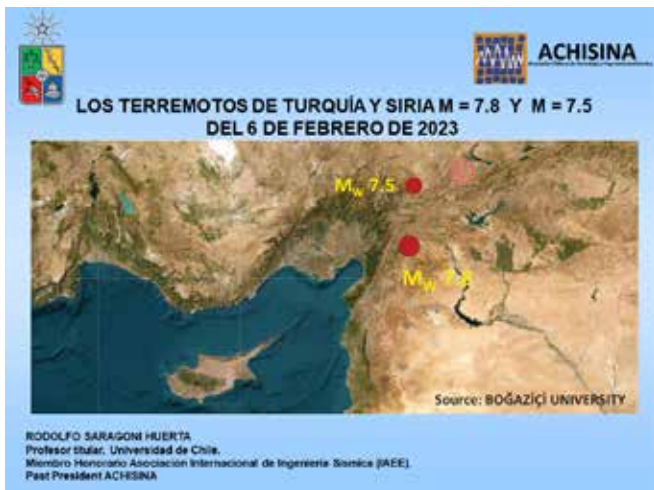 ACHISINA
LOS TERREMOTOS DE TURQUÍA Y SIRIA M = 7.8 Y M = 7.5
DEL 6 DE FEBRERO DE 2023
Mw 7.5
Mw 7.8
Source: BOĞAZİÇİ UNIVERSITY
RODOLFO SARAGONI HUERTA
Profesor titular. Universidad de Chile.
Miembro Honorario Asociación Internacional de Ingeniería Sísmica (IAEE).
Past President ACHISINA